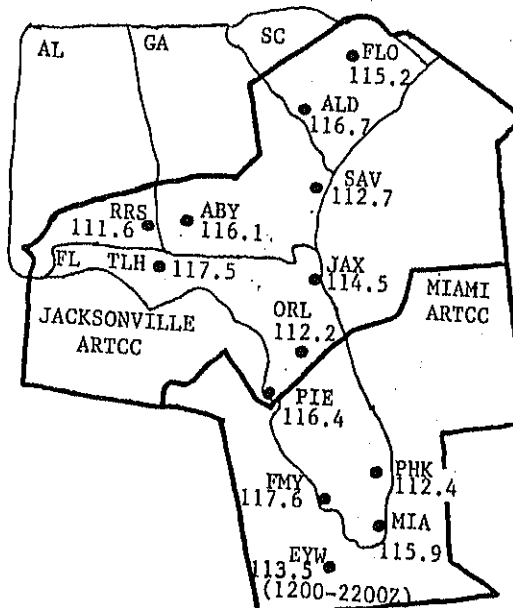 AL
GA
SC
FLO
115.2
ALD
116.7
SAV
112.7
RRS
111.6
ABY
116.1
FL
TLH
117.5
JAX
114.5
MIAMI
ARTCC
ORL
112.2
JACKSONVILLE
ARTCC
PIE
116.4
PHK
112.4
FMY
117.6
MIA
115.9
EYW
113.5
(1200-2200Z)